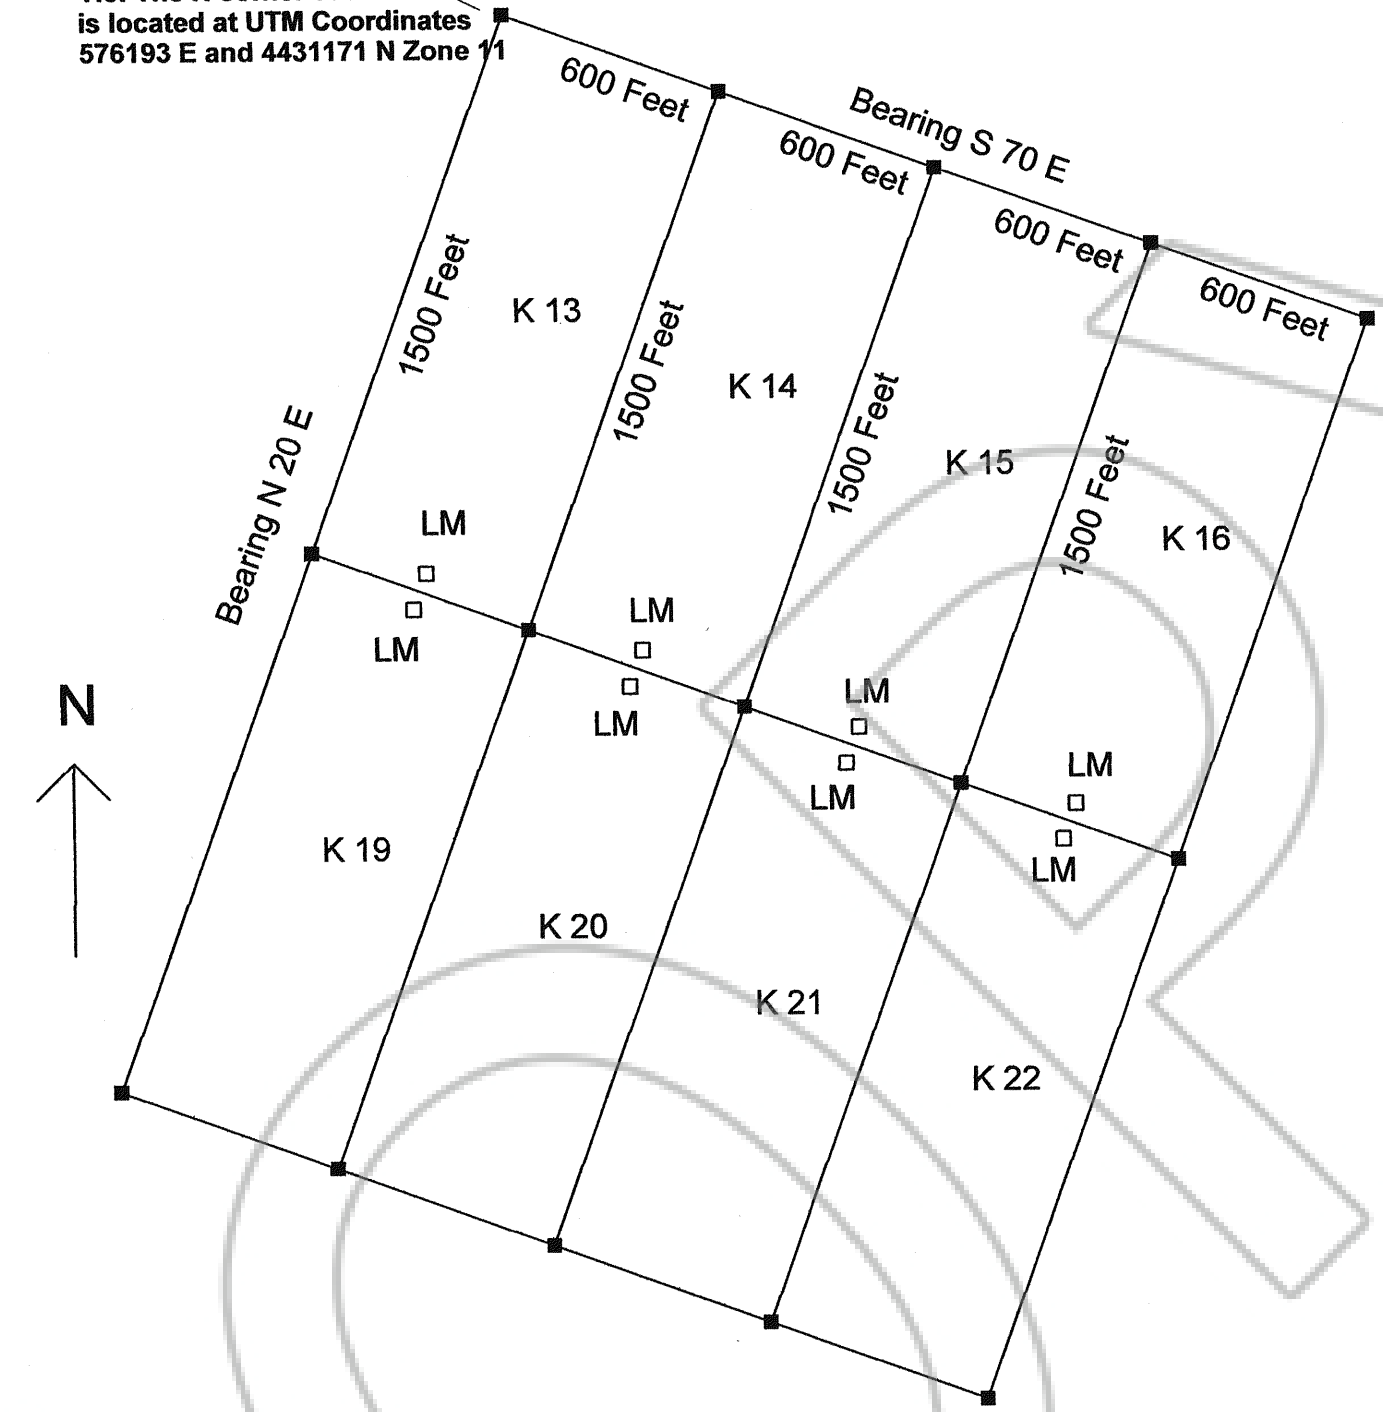 is located at UTM Coordinates
576193 E and 4431171 N Zone 11
600 Feet
Bearing S 70 E
600 Feet
600 Feet
600 Feet
1500 Feet
K 13
1500 Feet
K 14
1500 Feet
K 15
1500 Feet
K 16
Bearing N 20 E
LM
LM
LM
LM
LM
LM
LM
LM
N
K 19
K 20
K 21
K 22